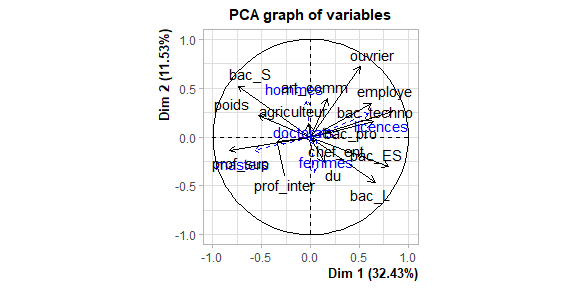 PCA graph of variables
Dim 2 (11.53%)
1.0
0.5
0.0
-0.5
-1.0
ouvrier
bac_S
hommes
art_comm
employe
poids
agriculteur
bac_techno
licences
doctorat
bac_pro
chef_ent
bac_ES
prof_sup
masters
femmes
du
prof_inter
bac_L
-1.0 -0.5 0.0 0.5 1.0
Dim 1 (32.43%)